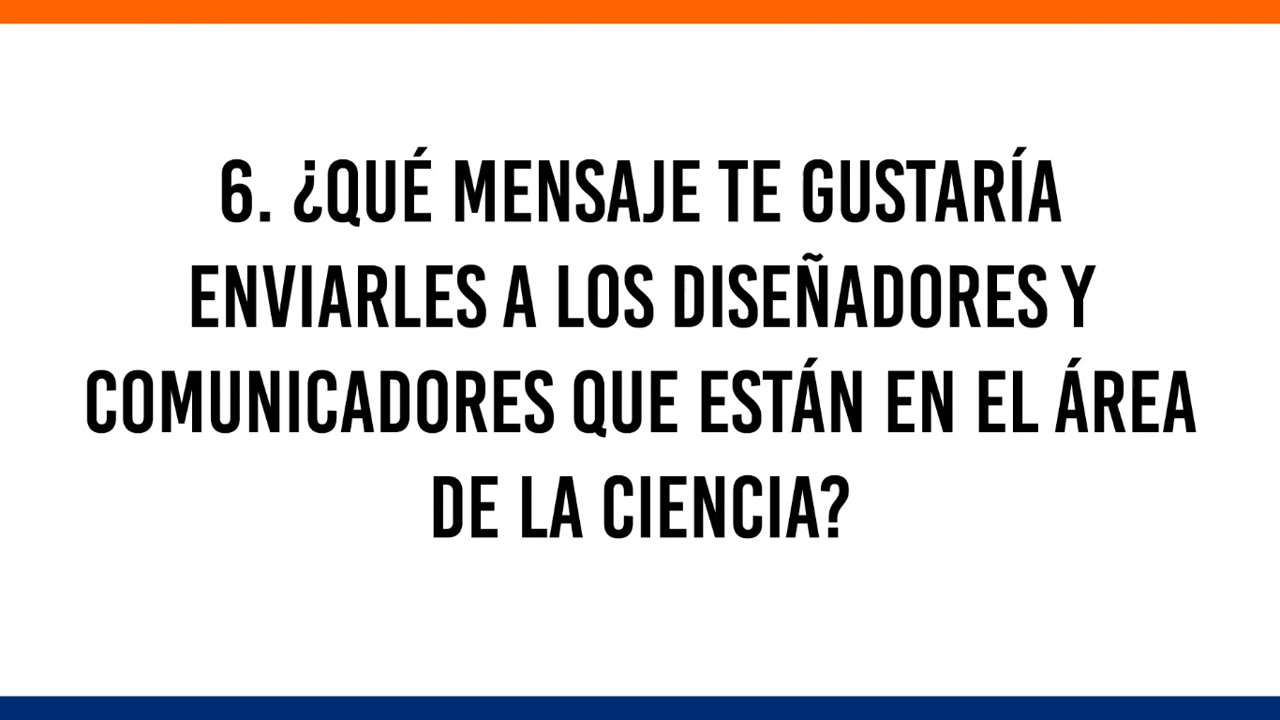 6. ¿QUÉ MENSAJE TE GUSTARÍA
ENVIARLES A LOS DISEÑADORES Y
COMUNICADORES QUE ESTÁN EN EL ÁREA
DE LA CIENCIA?